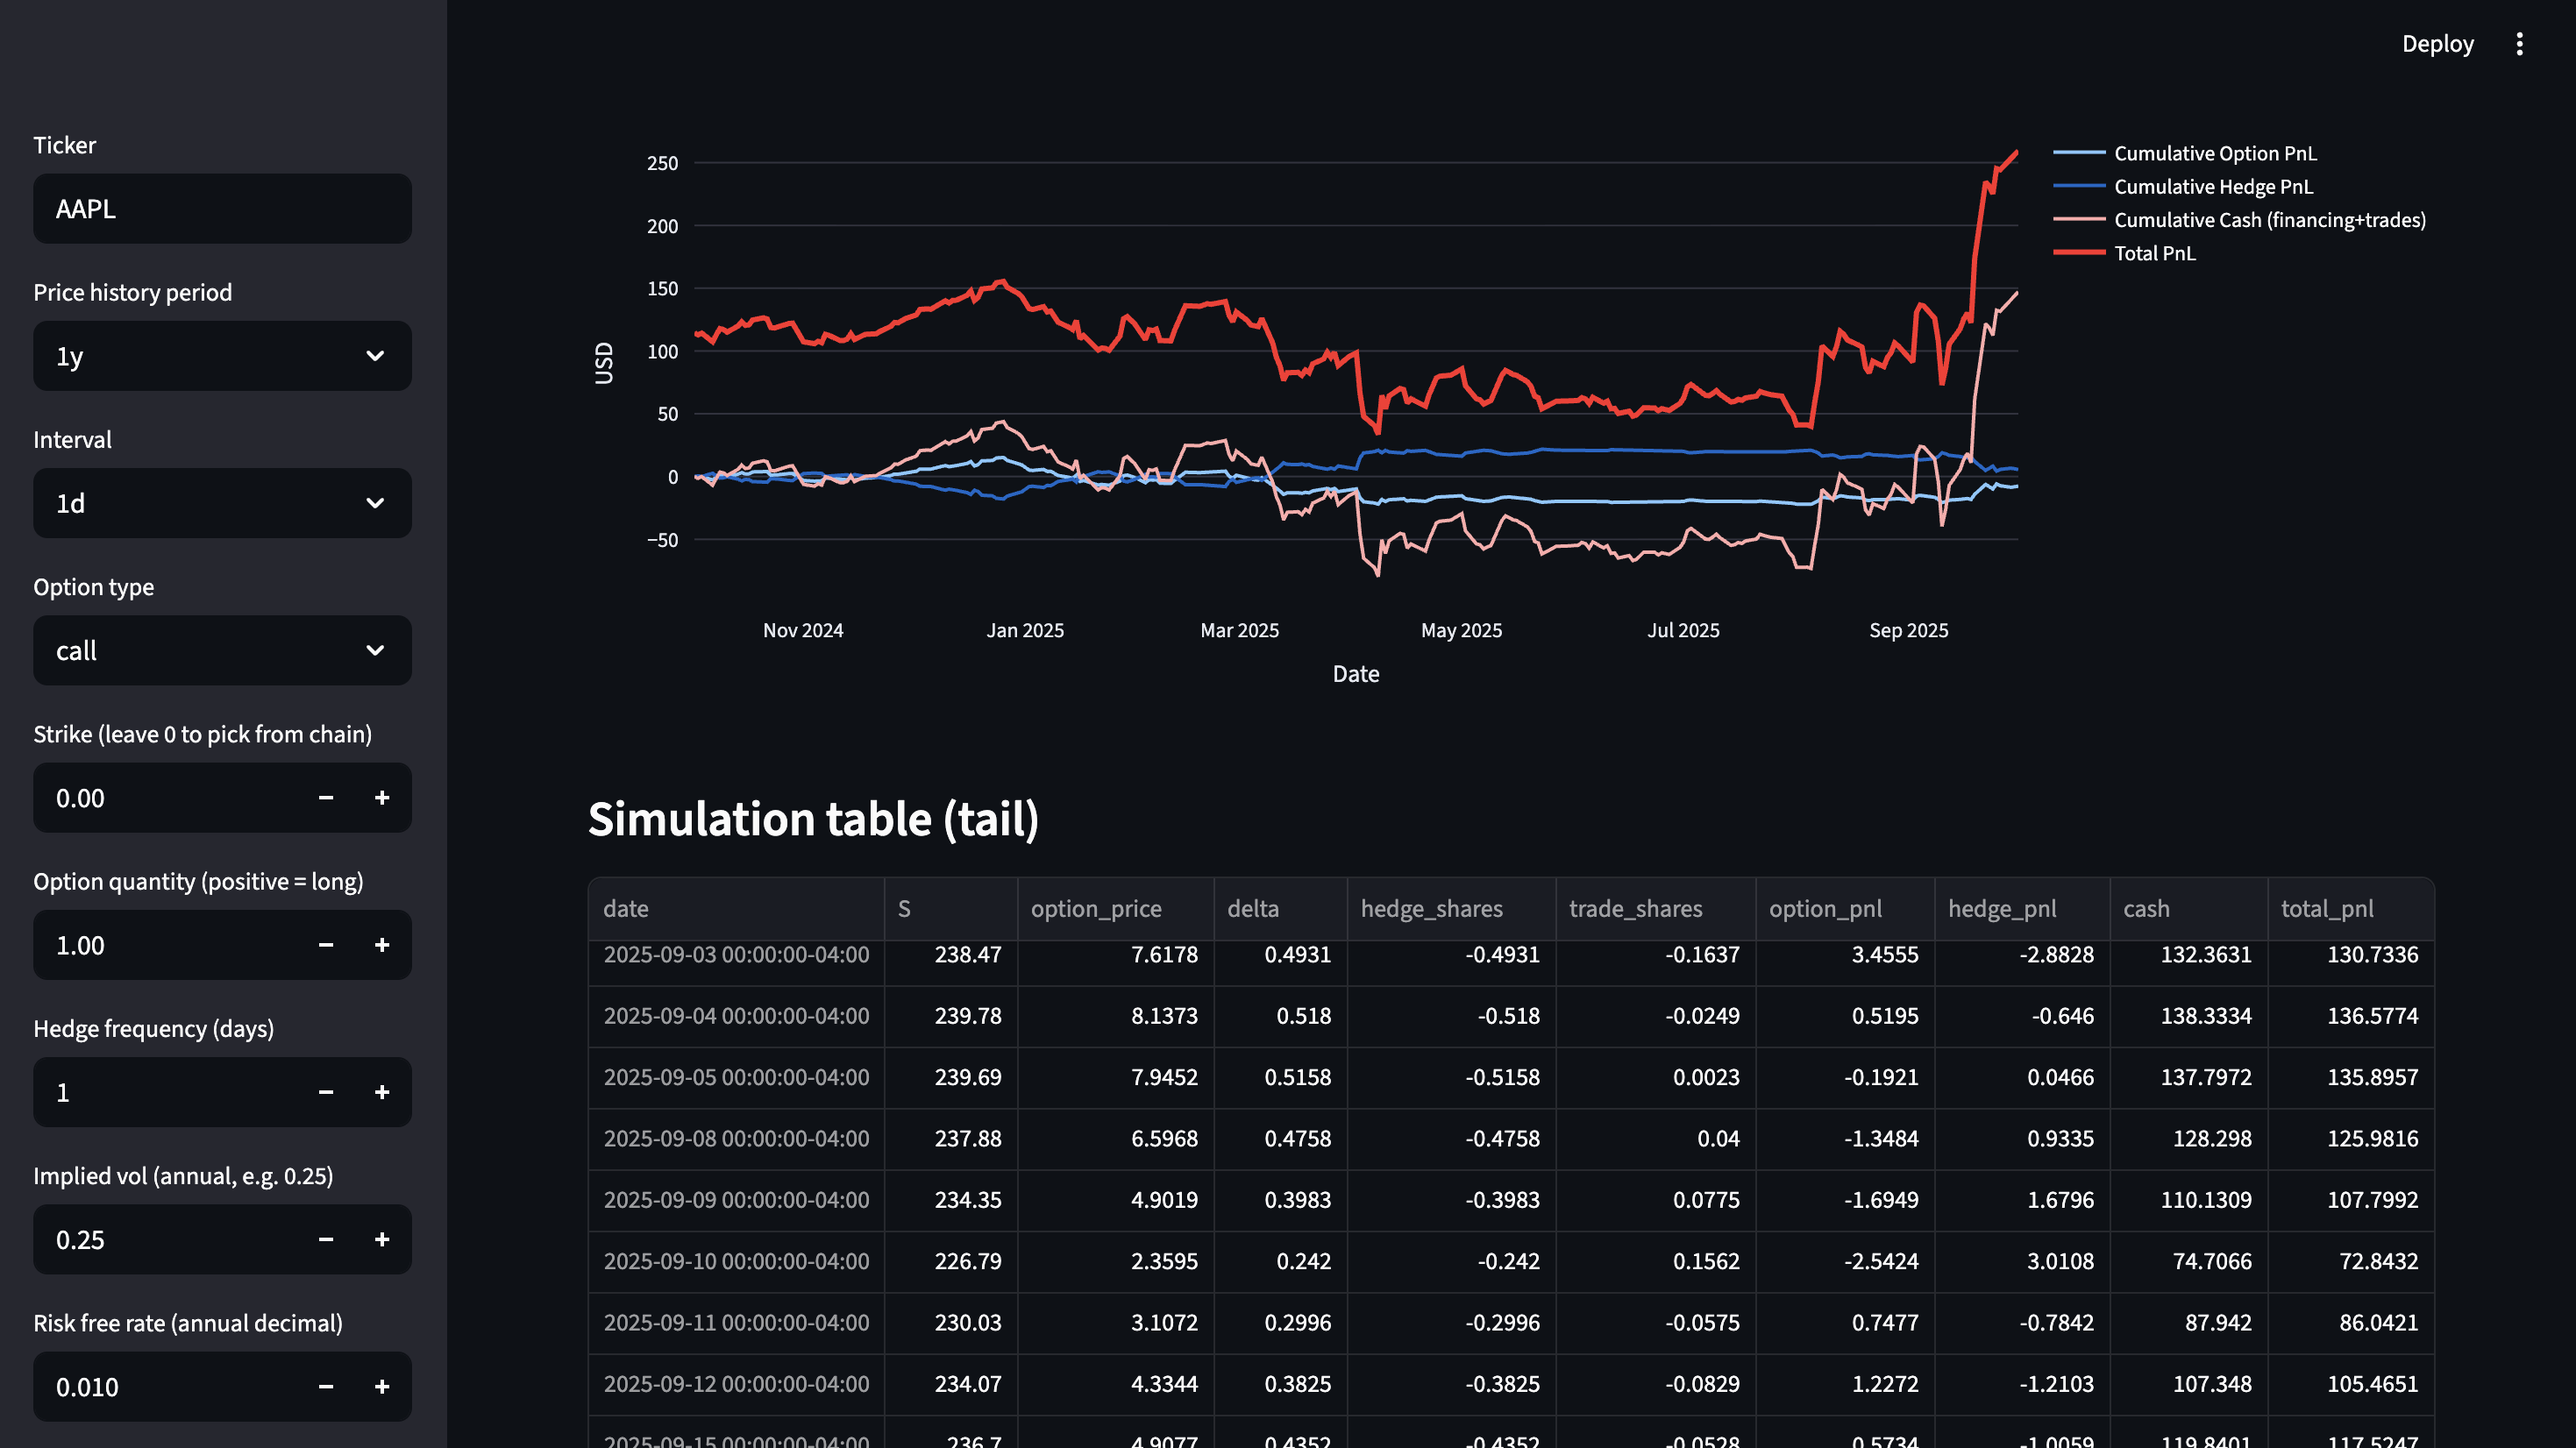 Deploy
Ticker
AAPL
Price history period
1y
Interval
1d
Option type
call
Strike (leave 0 to pick from chain)
0.00
Option quantity (positive = long)
1.00
Hedge frequency (days)
1
Implied vol (annual, e.g. 0.25)
0.25
Risk free rate (annual decimal)
0.010
250
200
150
100
50
0
−50
USD
Nov 2024 Jan 2025 Mar 2025 May 2025 Jul 2025 Sep 2025
Date
Cumulative Option PnL
Cumulative Hedge PnL
Cumulative Cash (financing+trades)
Total PnL
Simulation table (tail)
date S option_price delta hedge_shares trade_shares option_pnl hedge_pnl cash total_pnl
2025-09-03 00:00:00-04:00 238.47 7.6178 0.4931 -0.4931 -0.1637 3.4555 -2.8828 132.3631 130.7336
2025-09-04 00:00:00-04:00 239.78 8.1373 0.518 -0.518 -0.0249 0.5195 -0.646 138.3334 136.5774
2025-09-05 00:00:00-04:00 239.69 7.9452 0.5158 -0.5158 0.0023 -0.1921 0.0466 137.7972 135.8957
2025-09-08 00:00:00-04:00 237.88 6.5968 0.4758 -0.4758 0.04 -1.3484 0.9335 128.298 125.9816
2025-09-09 00:00:00-04:00 234.35 4.9019 0.3983 -0.3983 0.0775 -1.6949 1.6796 110.1309 107.7992
2025-09-10 00:00:00-04:00 226.79 2.3595 0.242 -0.242 0.1562 -2.5424 3.0108 74.7066 72.8432
2025-09-11 00:00:00-04:00 230.03 3.1072 0.2996 -0.2996 -0.0575 0.7477 -0.7842 87.942 86.0421
2025-09-12 00:00:00-04:00 234.07 4.3344 0.3825 -0.3825 -0.0829 1.2272 -1.2103 107.348 105.4651
2025-09-15 00:00:00-04:00 236.7 4.9077 0.4352 -0.4352 -0.0528 0.5734 -1.0059 119.8401 117.5247